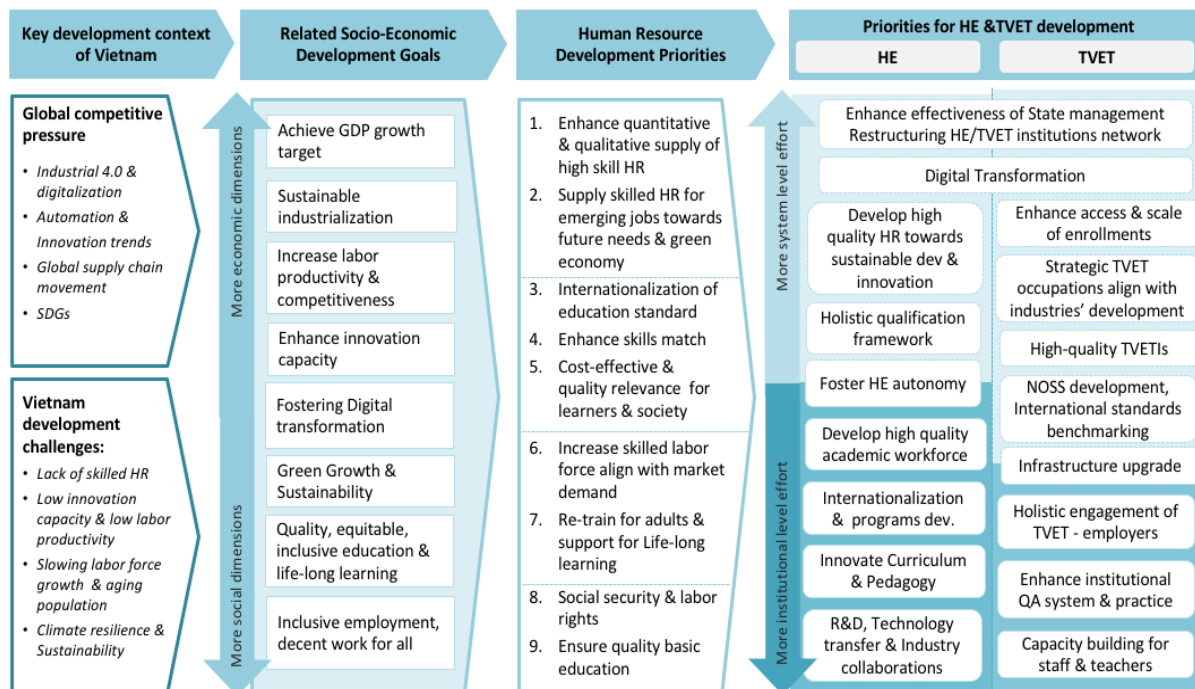 Key development context
of Vietnam
Related Socio-Economic
Development Goals
Human Resource
Development Priorities
Priorities for HE &TVET development
HE
TVET
Global competitive
pressure
• Industrial 4.0 &
digitalization
• Automation &
Innovation trends
• Global supply chain
movement
• SDGs
Vietnam
development
challenges:
• Lack of skilled HR
• Low innovation
capacity & low labor
productivity
• Slowing labor force
growth & aging
population
• Climate resilience &
Sustainability
More economic dimensions
More social dimensions
Achieve GDP growth
target
Sustainable
industrialization
Increase labor
productivity &
competitiveness
Enhance innovation
capacity
Fostering Digital
transformation
Green Growth &
Sustainability
Quality, equitable,
inclusive education &
life-long learning
Inclusive employment,
decent work for all
1. Enhance quantitative
& qualitative supply of
high skill HR
2. Supply skilled HR for
emerging jobs towards
future needs & green
economy
3. Internationalization of
education standard
4. Enhance skills match
5. Cost-effective &
quality relevance for
learners & society
6. Increase skilled labor
force align with market
demand
7. Re-train for adults &
support for Life-long
learning
8. Social security & labor
rights
9. Ensure quality basic
education
More system level effort
More institutional level effort
Enhance effectiveness of State management
Restructuring HE/TVET institutions network
Digital Transformation
Develop high
quality HR towards
sustainable dev &
innovation
Holistic qualification
framework
Foster HE autonomy
Develop high quality
academic workforce
Internationalization
& programs dev.
Innovate Curriculum
& Pedagogy
R&D, Technology
transfer & Industry
collaborations
Enhance access & scale
of enrollments
Strategic TVET
occupations align with
industries’ development
High-quality TVETIs
NOSS development,
International standards
benchmarking
Infrastructure upgrade
Holistic engagement of
TVET - employers
Enhance institutional
QA system & practice
Capacity building for
staff & teachers